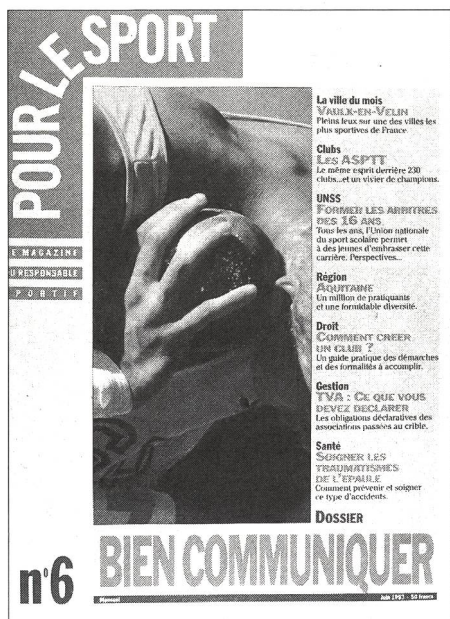 POUR LE SPORT
E MAGAZINE
U RESPONSABLE
PORTIF
La ville du mois
VAULX-EN-VELIN
Pleins feux sur une des villes les
plus sportives de France
Clubs
LES ASPTT
Le même esprit derrière 230
clubs...et un vivier de champions.
UNSS
FORMER LES ARBITRES
DES 16 ANS
Tous les ans, l'Union nationale
du sport scolaire permet
à des jeunes d'embrasser cette
carrière. Perspectives...
Région
AQUITAINE
Un million de pratiquants
et une formidable diversité.
Droit
COMMENT CREER
UN CLUB ?
Un guide pratique des démarches
et des formalités à accomplir.
Gestion
TVA : CE QUE VOUS
DEVEZ DECLARER
Les obligations déclaratives des
associations passées au crible.
Santé
SOIGNER LES
TRAUMATISMES
DE L'EPAULE
Comment prévenir et soigner
ce type d'accidents.
DOSSIER
BIEN COMMUNIQUER
n°6
Mensuel
Juin 1993 - 50 francs